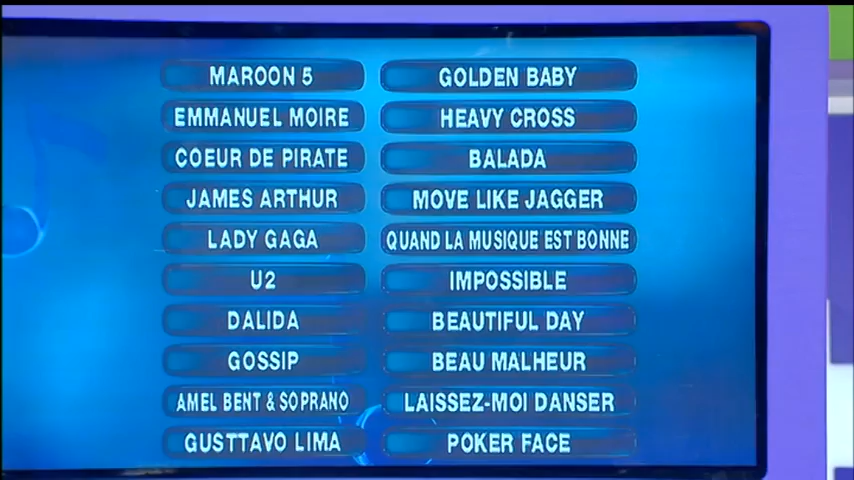 MAROON 5 GOLDEN BABY
EMMANUEL MOIRE HEAVY CROSS
COEUR DE PIRATE BALADA
JAMES ARTHUR MOVE LIKE JAGGER
LADY GAGA QUAND LA MUSIQUE EST BONNE
U2 IMPOSSIBLE
DALIDA BEAUTIFUL DAY
GOSSIP BEAU MALHEUR
AMEL BENT & SOPRANO LAISSEZ-MOI DANSER
GUSTTAVO LIMA POKER FACE